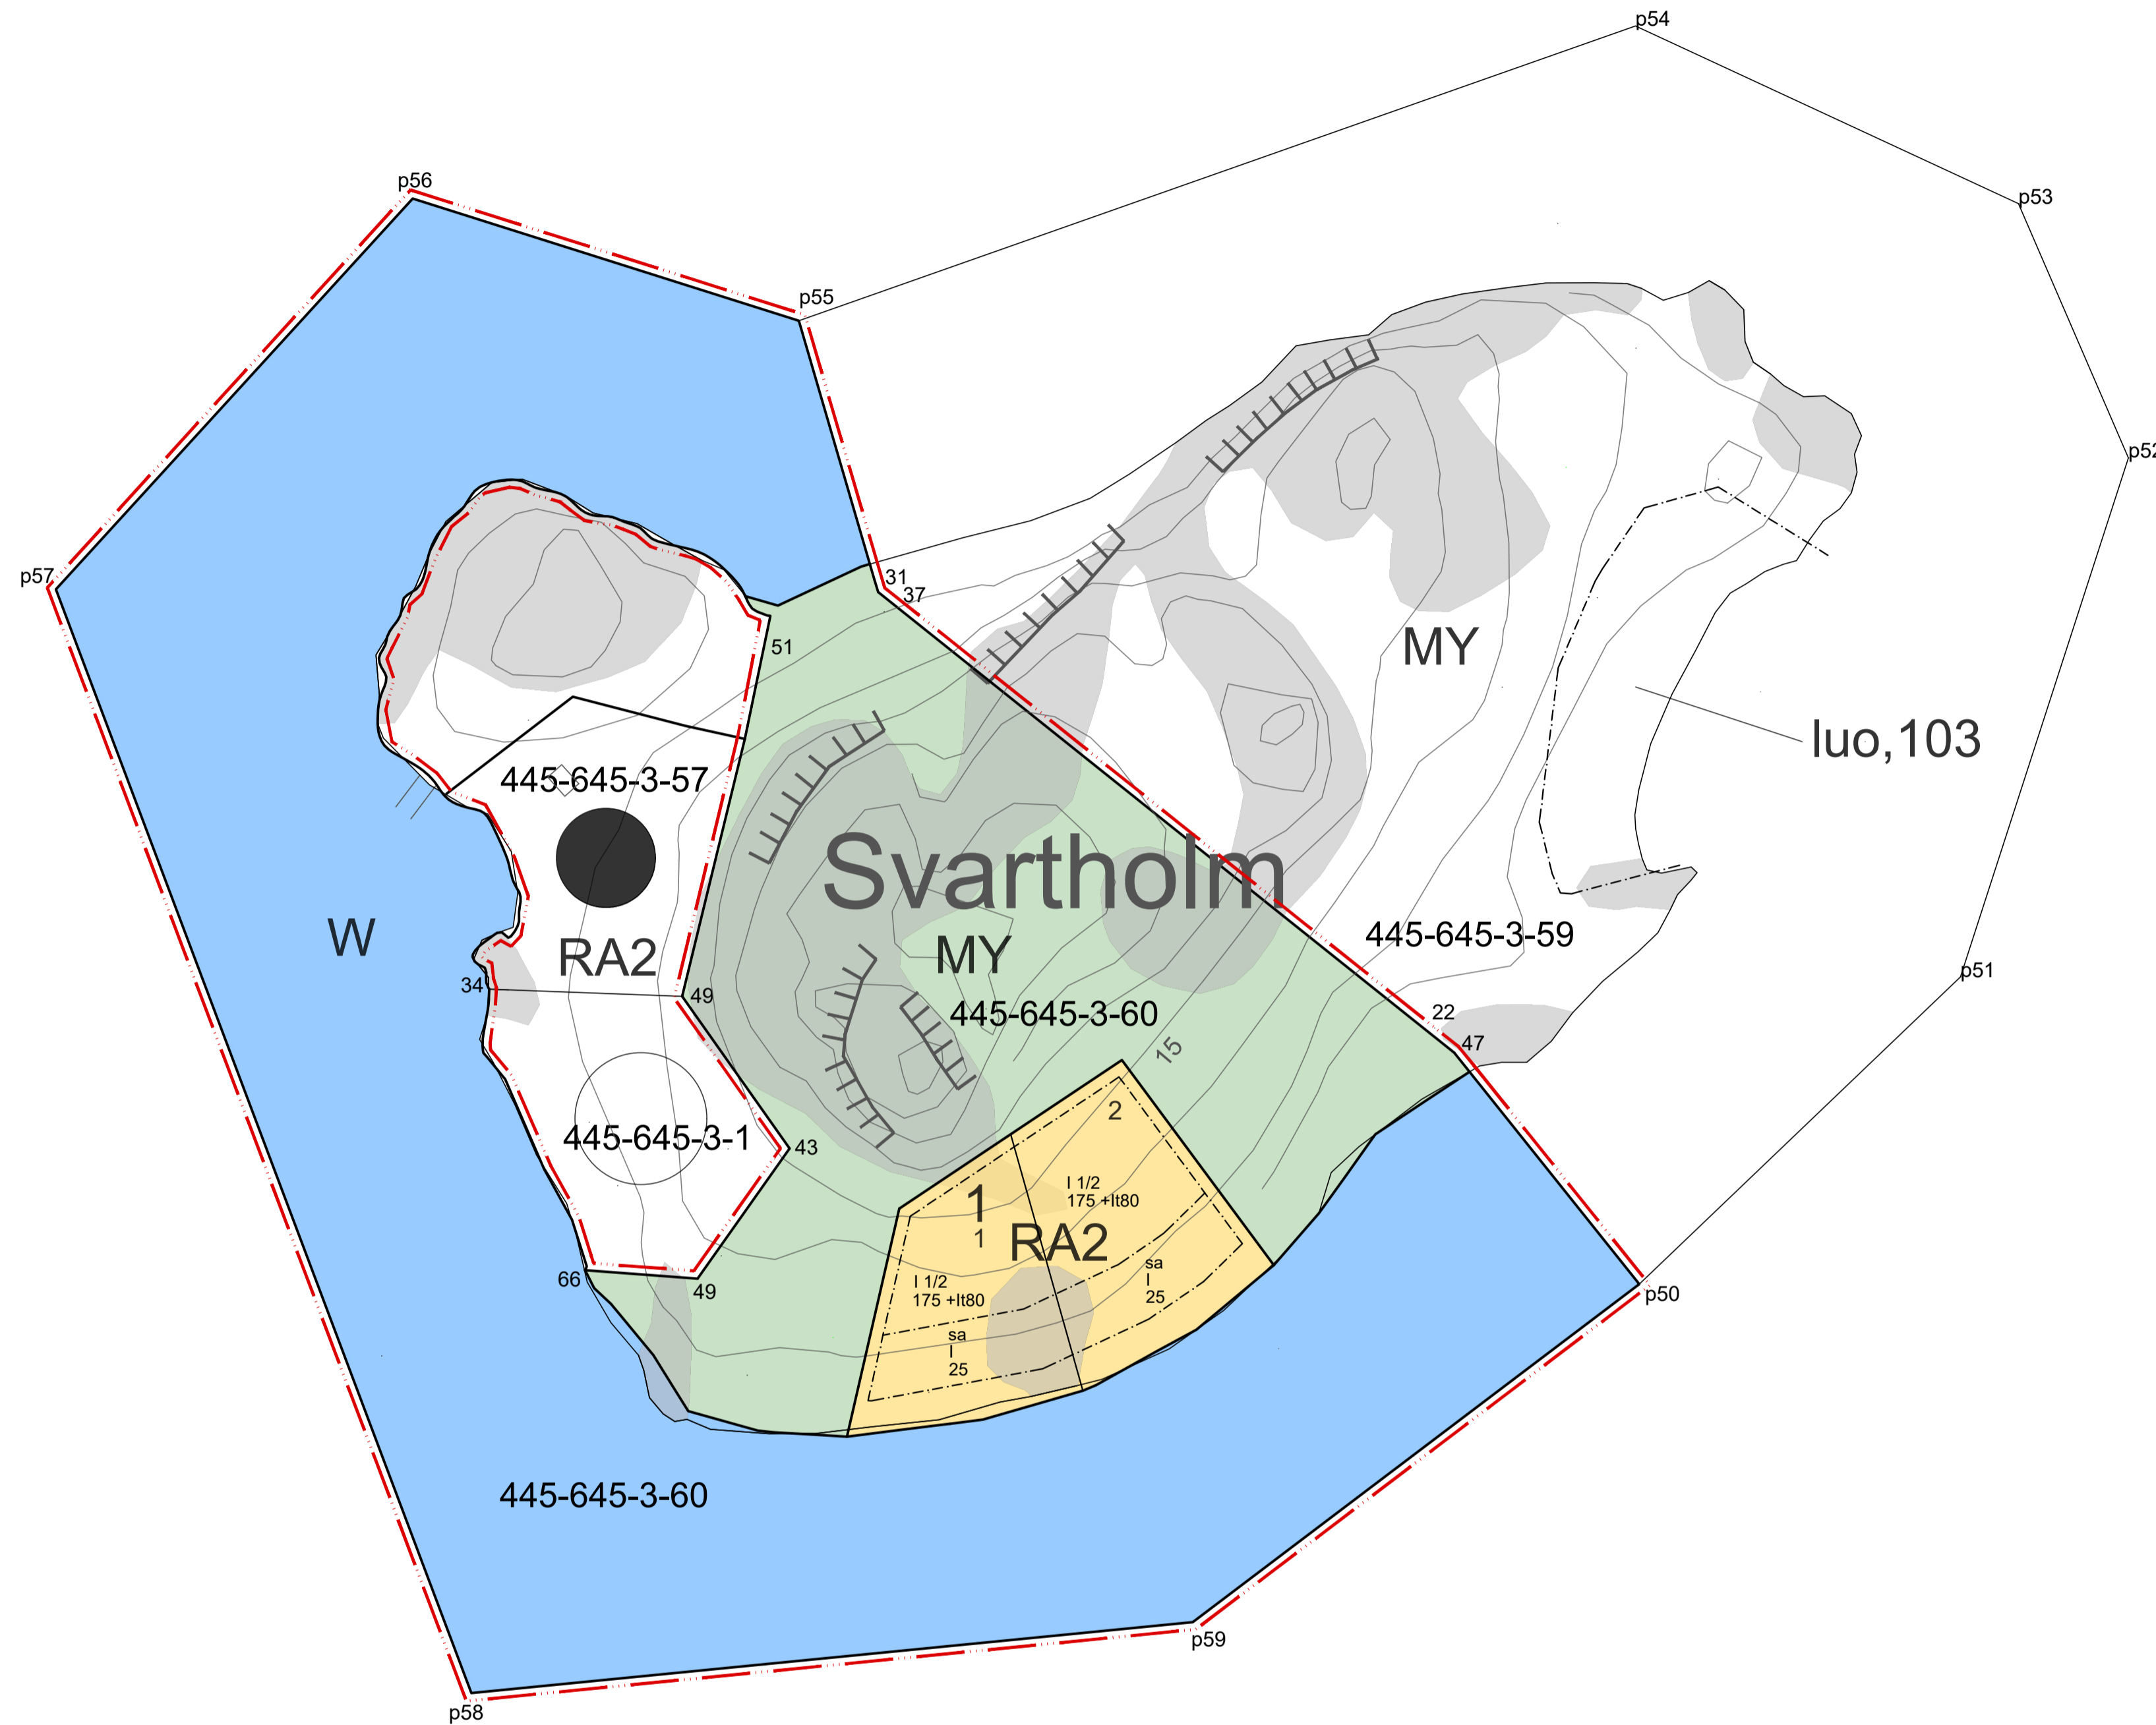 p54
p53
p56
p55
p52
p57
31
37
51
MY
luo,103
445-645-3-57
Svartholm
W
RA2
MY
445-645-3-59
p51
34
49
445-645-3-60
22
47
15
2
445-645-3-1
43
1
1
I 1/2
175 +lt80
RA2
sa
I
25
66
49
I 1/2
175 +lt80
p50
sa
I
25
445-645-3-60
p59
p58